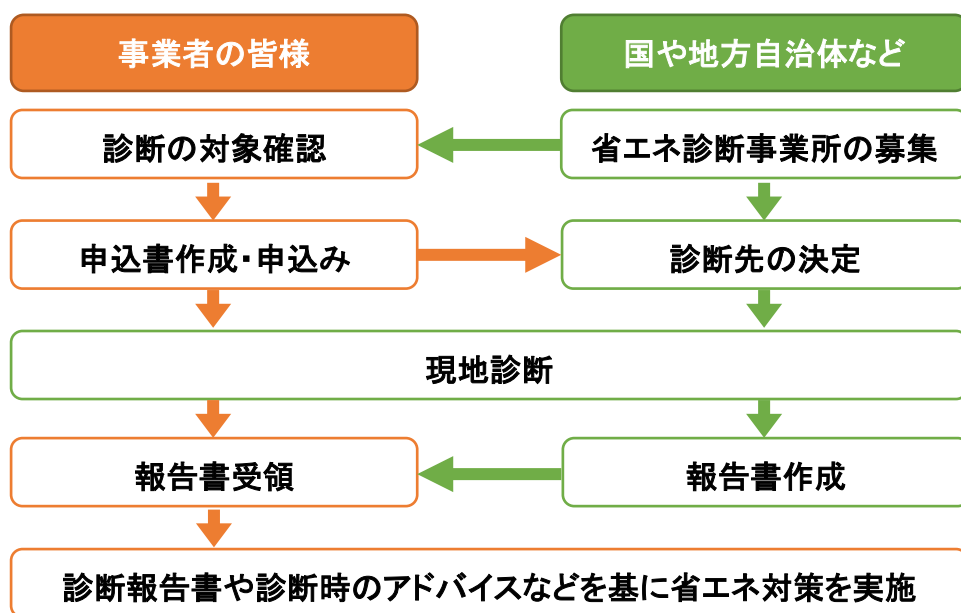 事業者の皆様
国や地方自治体など
診断の対象確認
省エネ診断事業所の募集
申込書作成・申込み
診断先の決定
現地診断
報告書受領
報告書作成
診断報告書や診断時のアドバイスなどを基に省エネ対策を実施